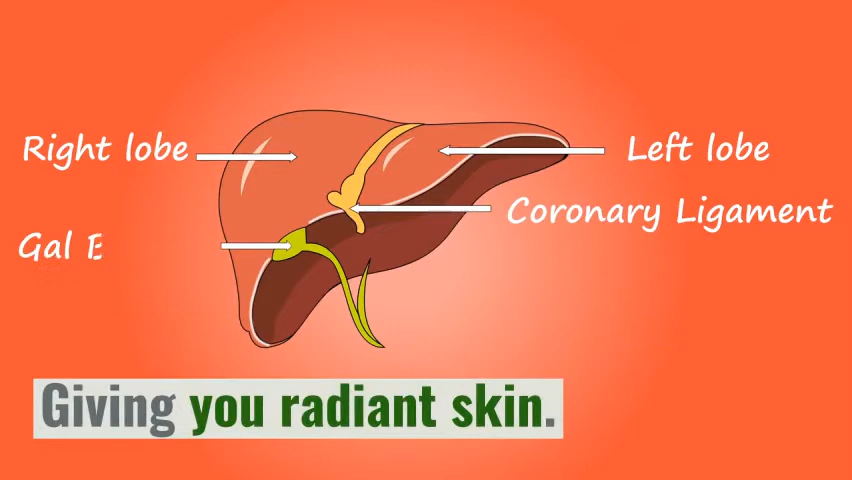 Right lobe
Left lobe
Coronary Ligament
Gal
Giving you radiant skin.